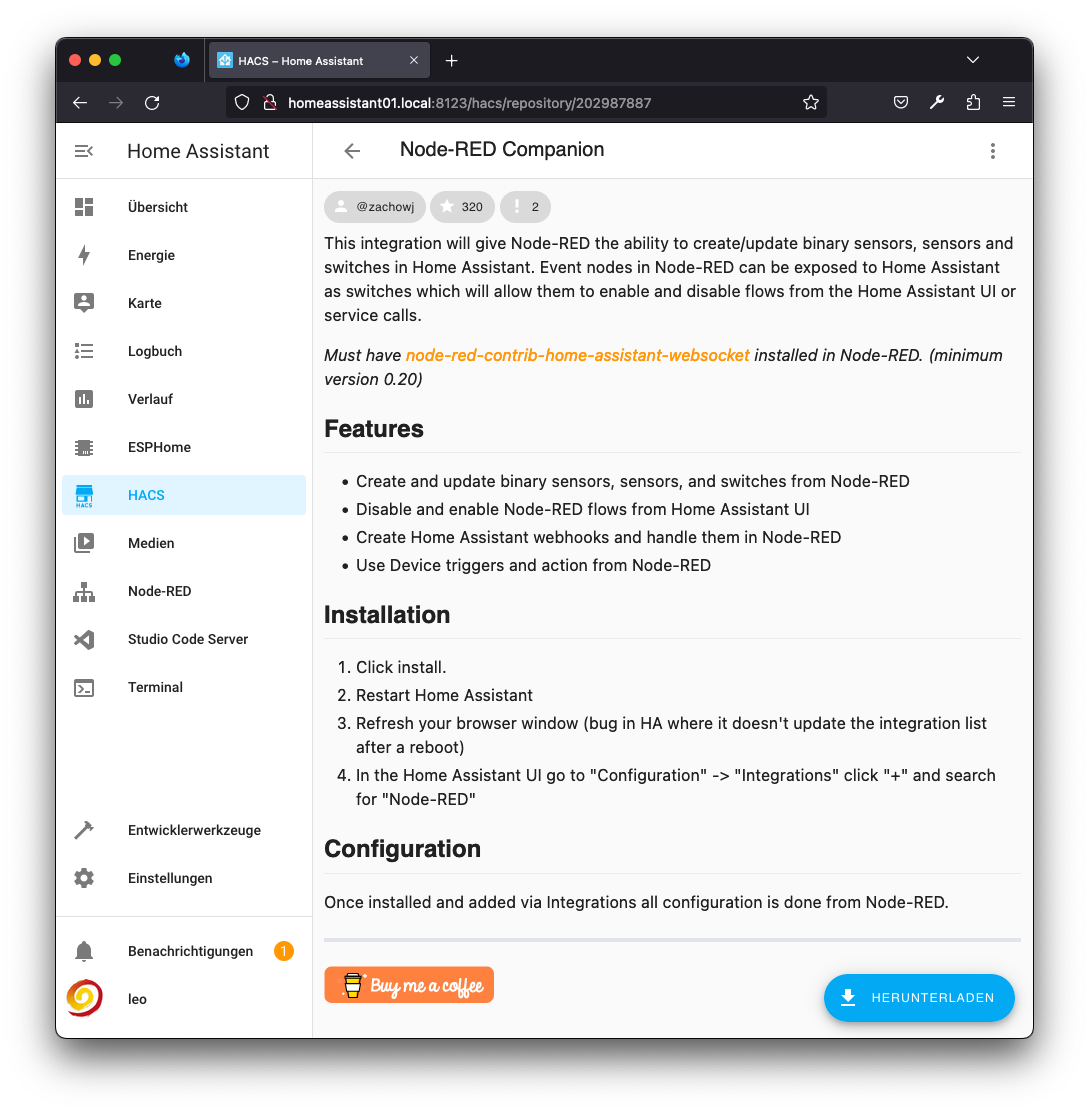 HACS – Home Assistant
homeassistant01.local:8123/hacs/repository/202987887
Home Assistant
Node-RED Companion
Übersicht
Energie
Karte
Logbuch
Verlauf
ESPHome
HACS
HACS
Medien
Node-RED
Studio Code Server
Terminal
Entwicklerwerkzeuge
Einstellungen
Benachrichtigungen 1
leo
@zachowj 320 2
This integration will give Node-RED the ability to create/update binary sensors, sensors and
switches in Home Assistant. Event nodes in Node-RED can be exposed to Home Assistant
as switches which will allow them to enable and disable flows from the Home Assistant UI or
service calls.
Must have node-red-contrib-home-assistant-websocket installed in Node-RED. (minimum
version 0.20)
Features
• Create and update binary sensors, sensors, and switches from Node-RED
• Disable and enable Node-RED flows from Home Assistant UI
• Create Home Assistant webhooks and handle them in Node-RED
• Use Device triggers and action from Node-RED
Installation
1. Click install.
2. Restart Home Assistant
3. Refresh your browser window (bug in HA where it doesn't update the integration list
after a reboot)
4. In the Home Assistant UI go to "Configuration" -> "Integrations" click "+" and search
for "Node-RED"
Configuration
Once installed and added via Integrations all configuration is done from Node-RED.
Buy me a coffee
HERUNTERLADEN